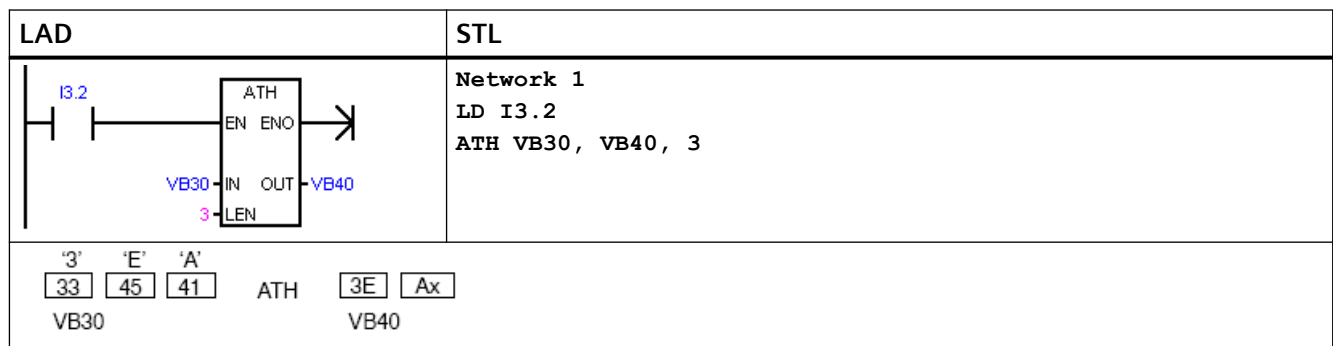 LAD
STL
I3.2
ATH
EN ENO
VB30 IN OUT VB40
3 LEN
Network 1
LD I3.2
ATH VB30, VB40, 3
‘3’ ‘E’ ‘A’
33 45 41 ATH 3E Ax
VB30 VB40